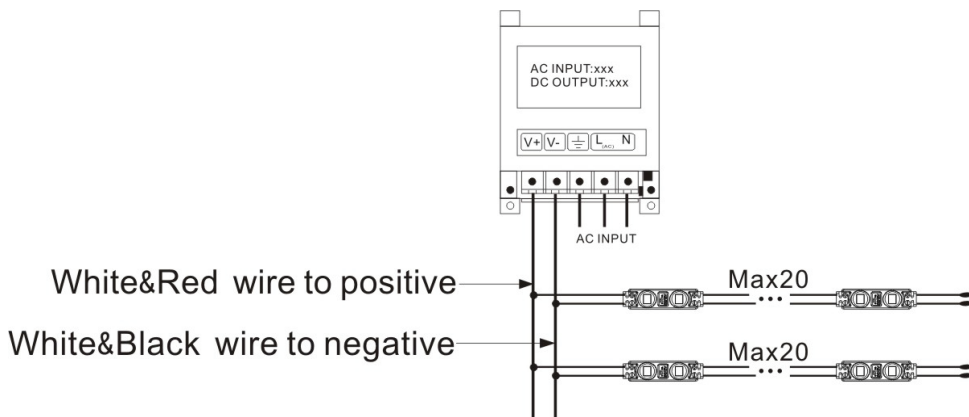 AC INPUT:xxx
DC OUTPUT:xxx
V+ V- L(AC) N
AC INPUT
White&Red wire to positive
Max20
White&Black wire to negative
Max20